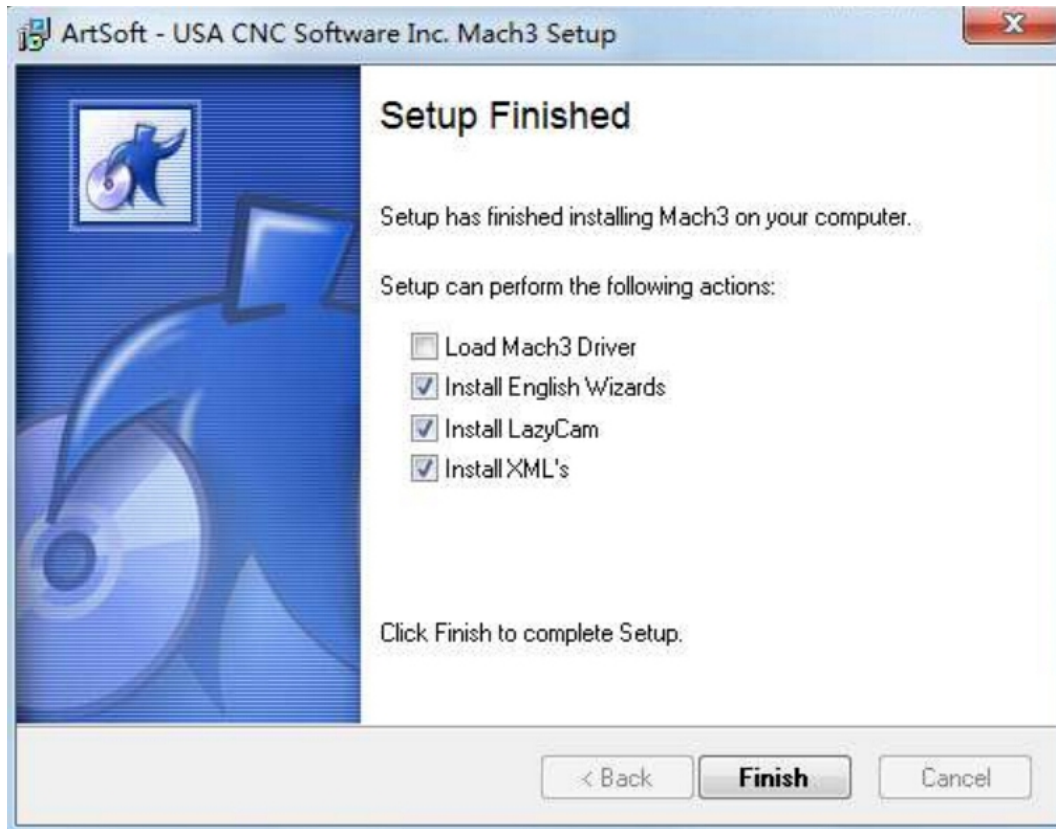 ArtSoft - USA CNC Software Inc. Mach3 Setup
Setup Finished
Setup has finished installing Mach3 on your computer.
Setup can perform the following actions:
Load Mach3 Driver
Install English Wizards
Install LazyCam
Install XML's
Click Finish to complete Setup.
< Back
Finish
Cancel